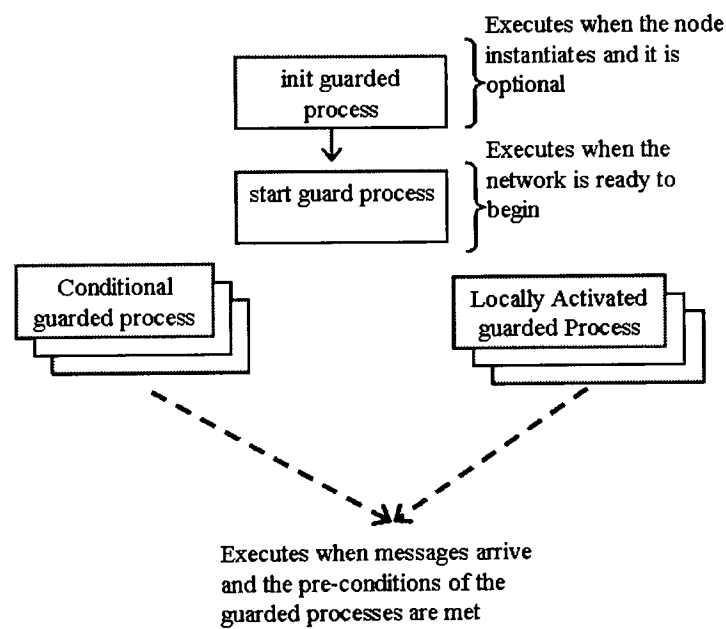 Executes when the node
instantiates and it is
optional
init guarded
process
Executes when the
network is ready to
begin
start guard process
Conditional
guarded process
Locally Activated
guarded Process
Executes when messages arrive
and the pre-conditions of the
guarded processes are met